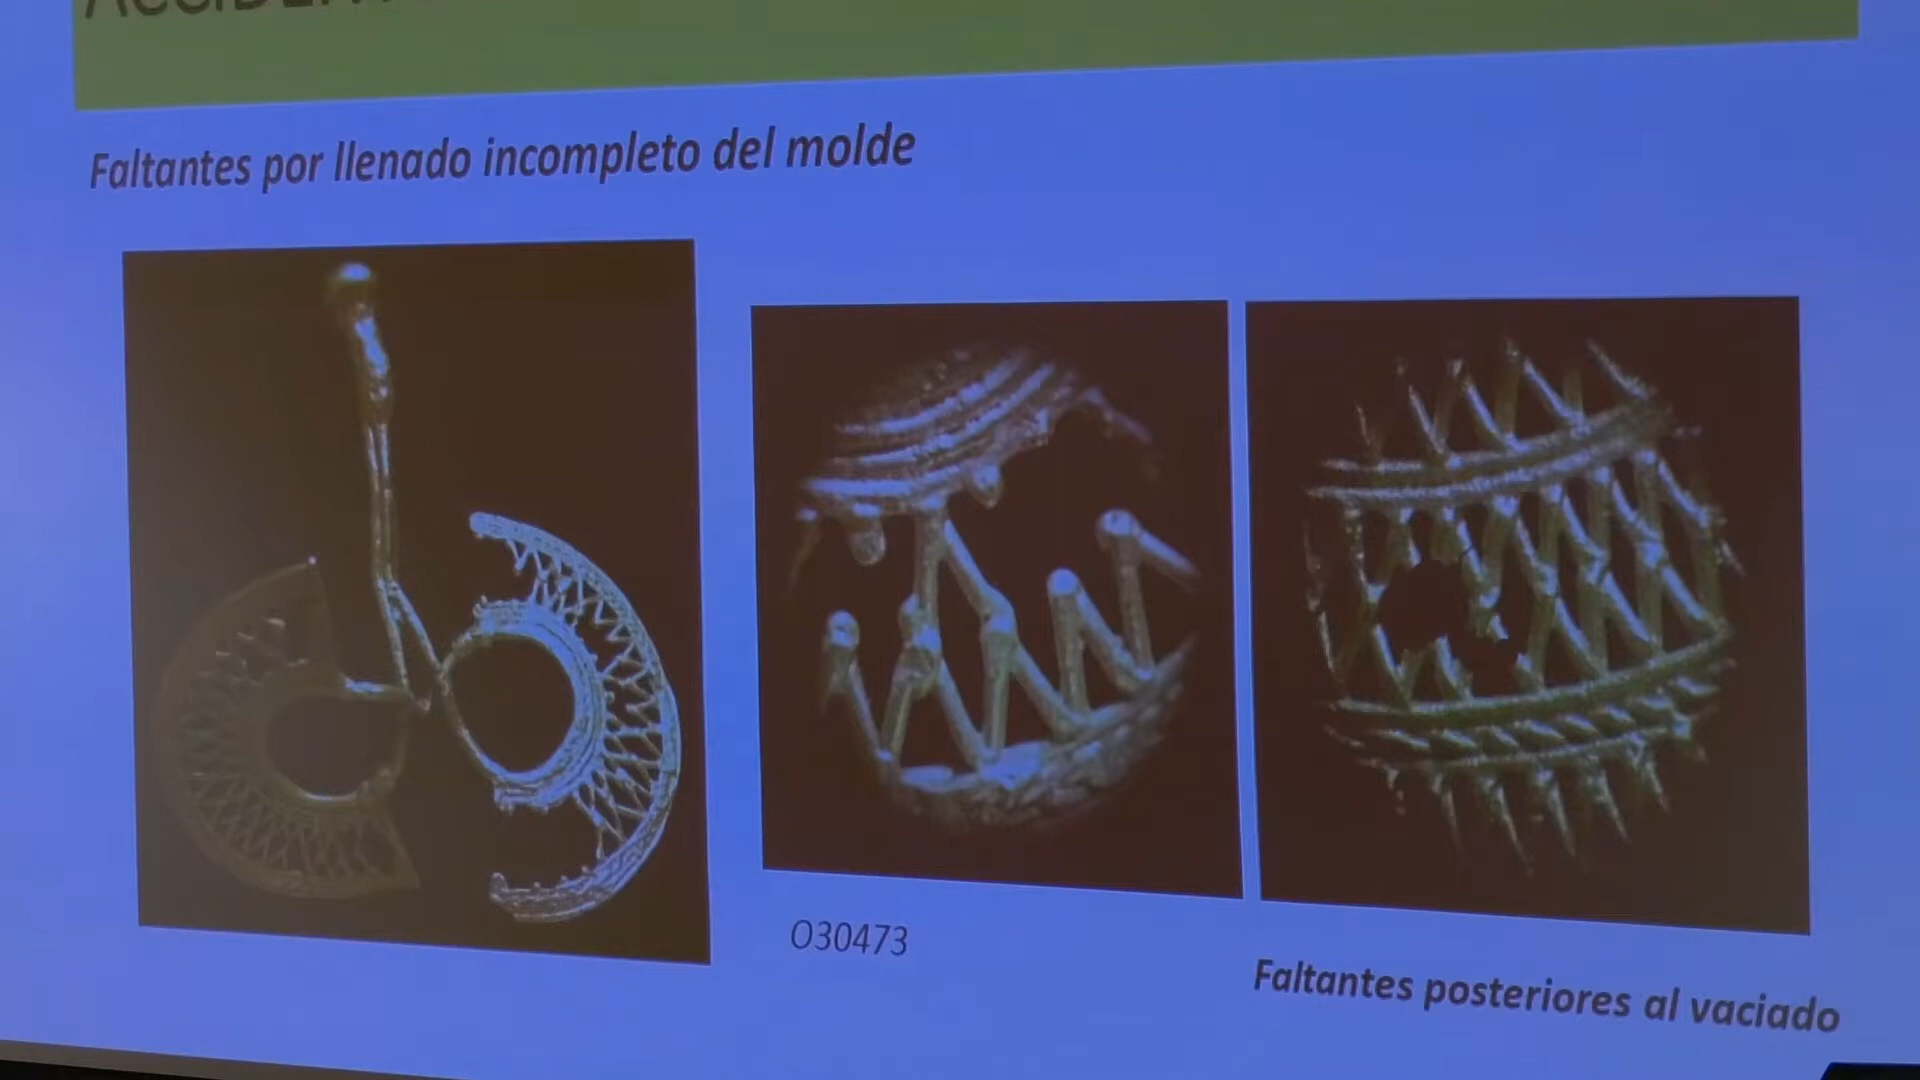 Faltantes por llenado incompleto del molde
O30473
Faltantes posteriores al vaciado